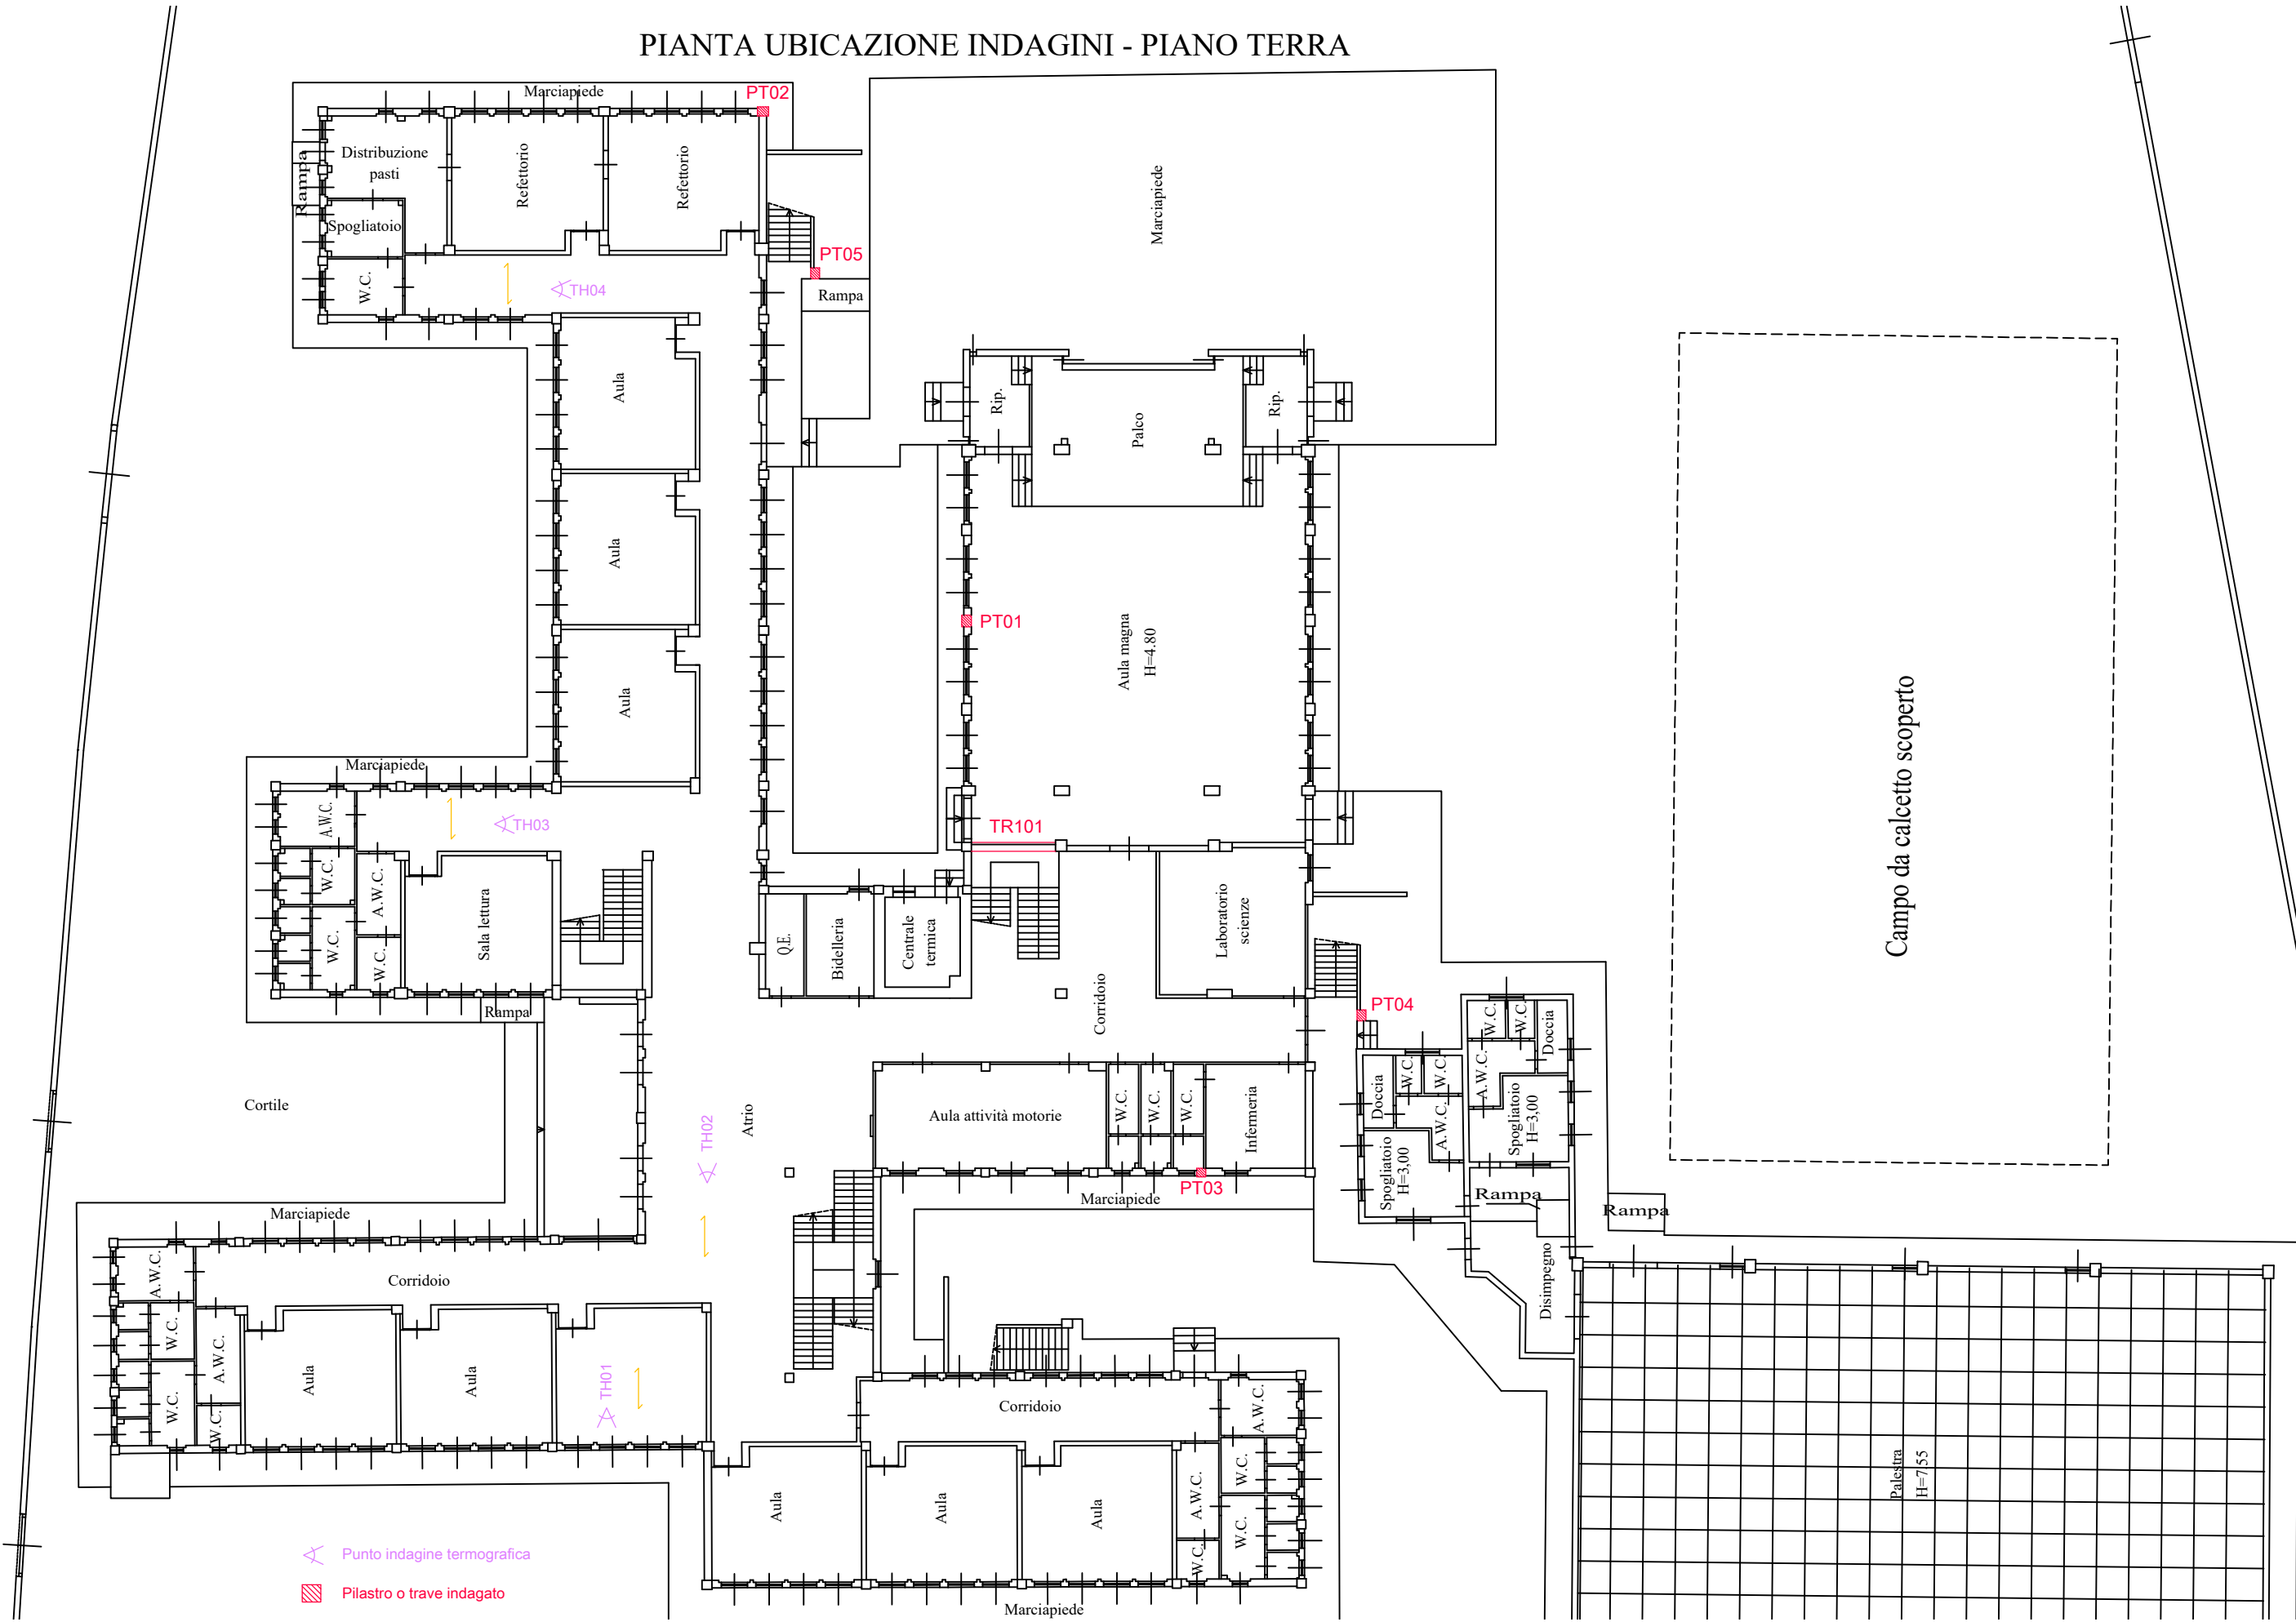 PIANTA UBICAZIONE INDAGINI - PIANO TERRA
Marciapiede
PT02
Distribuzione
pasti
Refettorio
Refettorio
Rampa
Spogliatoio
W.C.
TH04
PT05
Rampa
Marciapiede
Aula
Rip.
Palco
Rip.
Aula
PT01
Aula magna
H=4.80
Aula
Campo da calcetto scoperto
Marciapiede
A.W.C.
TH03
TR101
W.C.
A.W.C.
Sala lettura
W.C.
W.C.
Q.E.
Bidelleria
Centrale
termica
Laboratorio
scienze
Rampa
Corridoio
PT04
W.C.
W.C.
Doccia
Cortile
TH02
Atrio
Aula attività motorie
W.C.
W.C.
W.C.
Infermeria
Doccia
W.C.
W.C.
A.W.C.
A.W.C.
Spogliatoio
H=3,00
Spogliatoio
H=3,00
PT03
Marciapiede
Rampa
Rampa
Marciapiede
A.W.C.
Corridoio
Disimpegno
W.C.
A.W.C.
W.C.
W.C.
Aula
Aula
TH01
Corridoio
A.W.C.
Aula
Aula
Aula
A.W.C.
W.C.
W.C.
W.C.
Palestra
H=7,55
Punto indagine termografica
Pilastro o trave indagato
Marciapiede